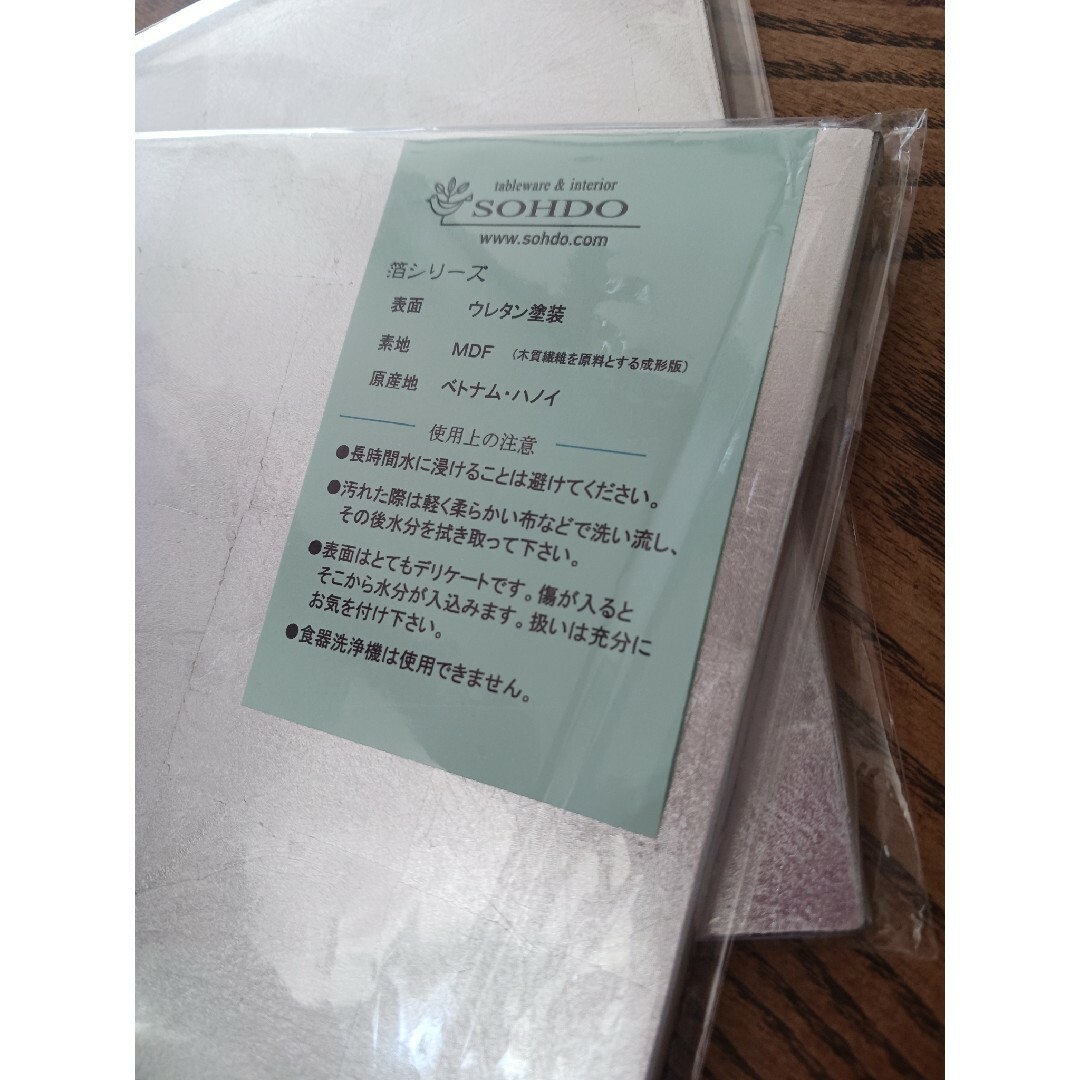 tableware & interior
SOHDO
www.sohdo.com
箔シリーズ
表面 ウレタン塗装
素地 MDF (木質繊維を原料とする成形版)
原産地 ベトナム・ハノイ
使用上の注意
●長時間水に浸けることは避けてください。
●汚れた際は軽く柔らかい布などで洗い流し、
その後水分を拭き取って下さい。
●表面はとてもデリケートです。傷が入ると
そこから水分が入込みます。扱いは充分に
お気を付け下さい。
●食器洗浄機は使用できません。